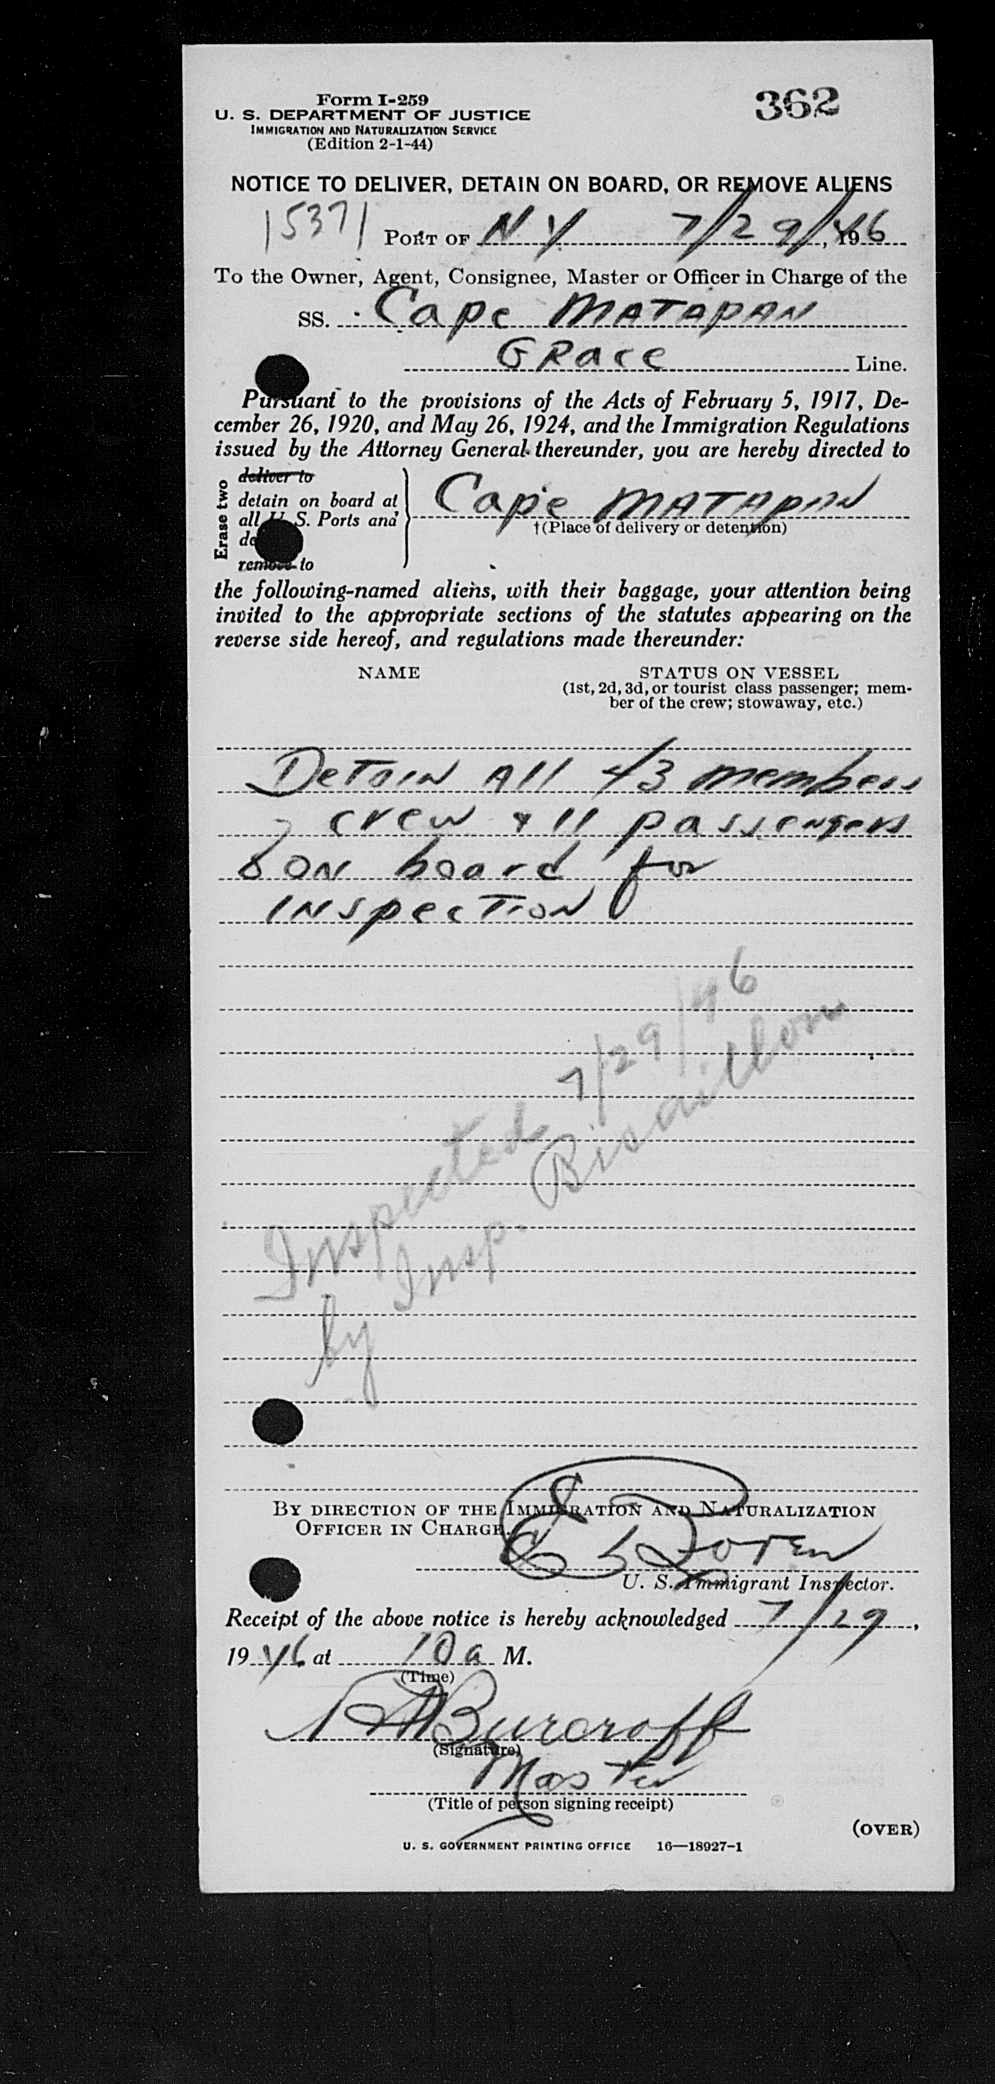 Form I-259
362
U. S. DEPARTMENT OF JUSTICE
IMMIGRATION AND NATURALIZATION SERVICE
(Edition 2-1-44)
NOTICE TO DELIVER, DETAIN ON BOARD, OR REMOVE ALIENS
15371 PORT OF N Y 7/29/46, 19
To the Owner, Agent, Consignee, Master or Officer in Charge of the
SS. Cape MATAPAN
GRace Line.
Pursuant to the provisions of the Acts of February 5, 1917, De-
cember 26, 1920, and May 26, 1924, and the Immigration Regulations
issued by the Attorney General thereunder, you are hereby directed to
Erase two
deliver to
detain on board at
all U. S. Ports and
Cape MATAPAN
†(Place of delivery or detention)
remove to
the following-named aliens, with their baggage, your attention being
invited to the appropriate sections of the statutes appearing on the
reverse side hereof, and regulations made thereunder:
NAME
STATUS ON VESSEL
(1st, 2d, 3d, or tourist class passenger; mem-
ber of the crew; stowaway, etc.)
DeTain All 43 members
crew & 11 passengers
on board for
INspecTion
Inspected 7/29/46
by Insp. Bisaillon
BY DIRECTION OF THE IMMIGRATION AND NATURALIZATION
OFFICER IN CHARGE
U. S. Immigrant Inspector.
Receipt of the above notice is hereby acknowledged 7/29,
19 46 at 10 a M.
(Time)
Burcroff
(Signature)
Master
(Title of person signing receipt)
(OVER)
U. S. GOVERNMENT PRINTING OFFICE 16—18927-1